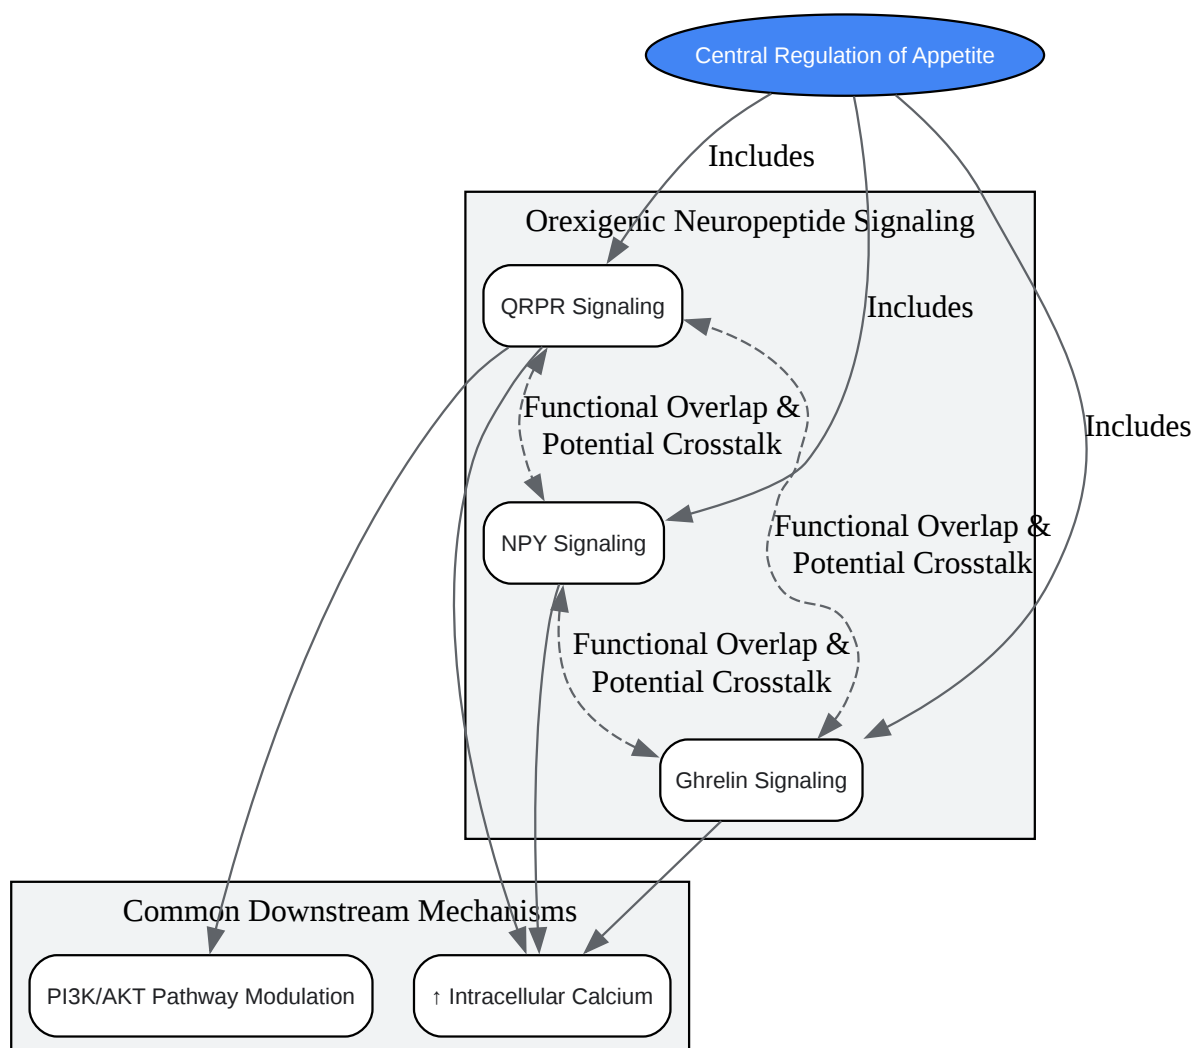 Central Regulation of Appetite
Includes
Orexigenic Neuropeptide Signaling
QRPR Signaling
Includes
Functional Overlap &
Potential Crosstalk
Includes
NPY Signaling
Functional Overlap &
Potential Crosstalk
Functional Overlap &
Potential Crosstalk
Ghrelin Signaling
Common Downstream Mechanisms
PI3K/AKT Pathway Modulation
↑ Intracellular Calcium